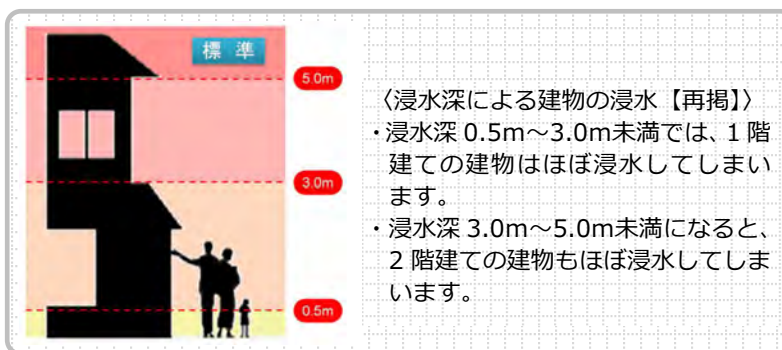 標 準
5.0m
3.0m
0.5m
〈浸水深による建物の浸水【再掲】〉
・浸水深 0.5m～3.0m未満では、1 階
建ての建物はほぼ浸水してしまい
ます。
・浸水深 3.0m～5.0m未満になると、
2 階建ての建物もほぼ浸水してしま
います。